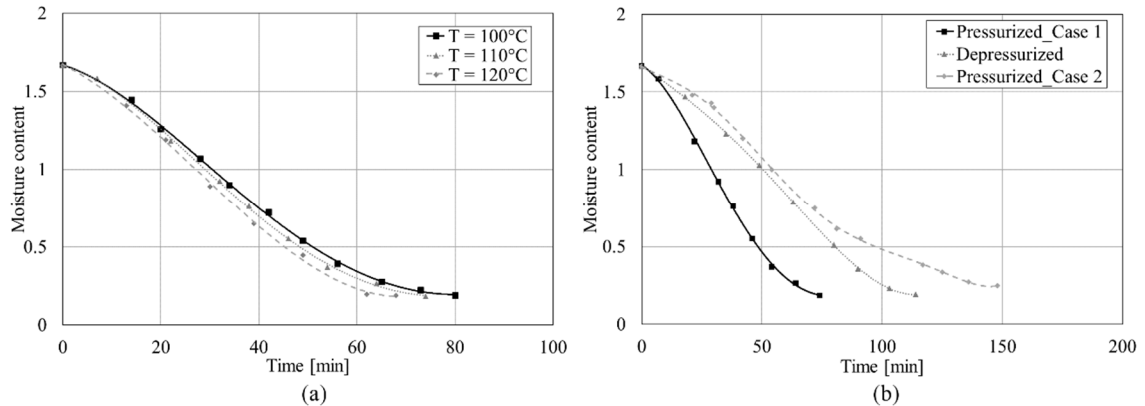 2
1.5
1
0.5
0
Moisture content
0
20
40
60
80
100
Time [min]
T = 100°C
T = 110°C
T = 120°C
(a)
2
1.5
1
0.5
0
Moisture content
0
50
100
150
200
Time [min]
Pressurized_Case 1
Depressurized
Pressurized_Case 2
(b)